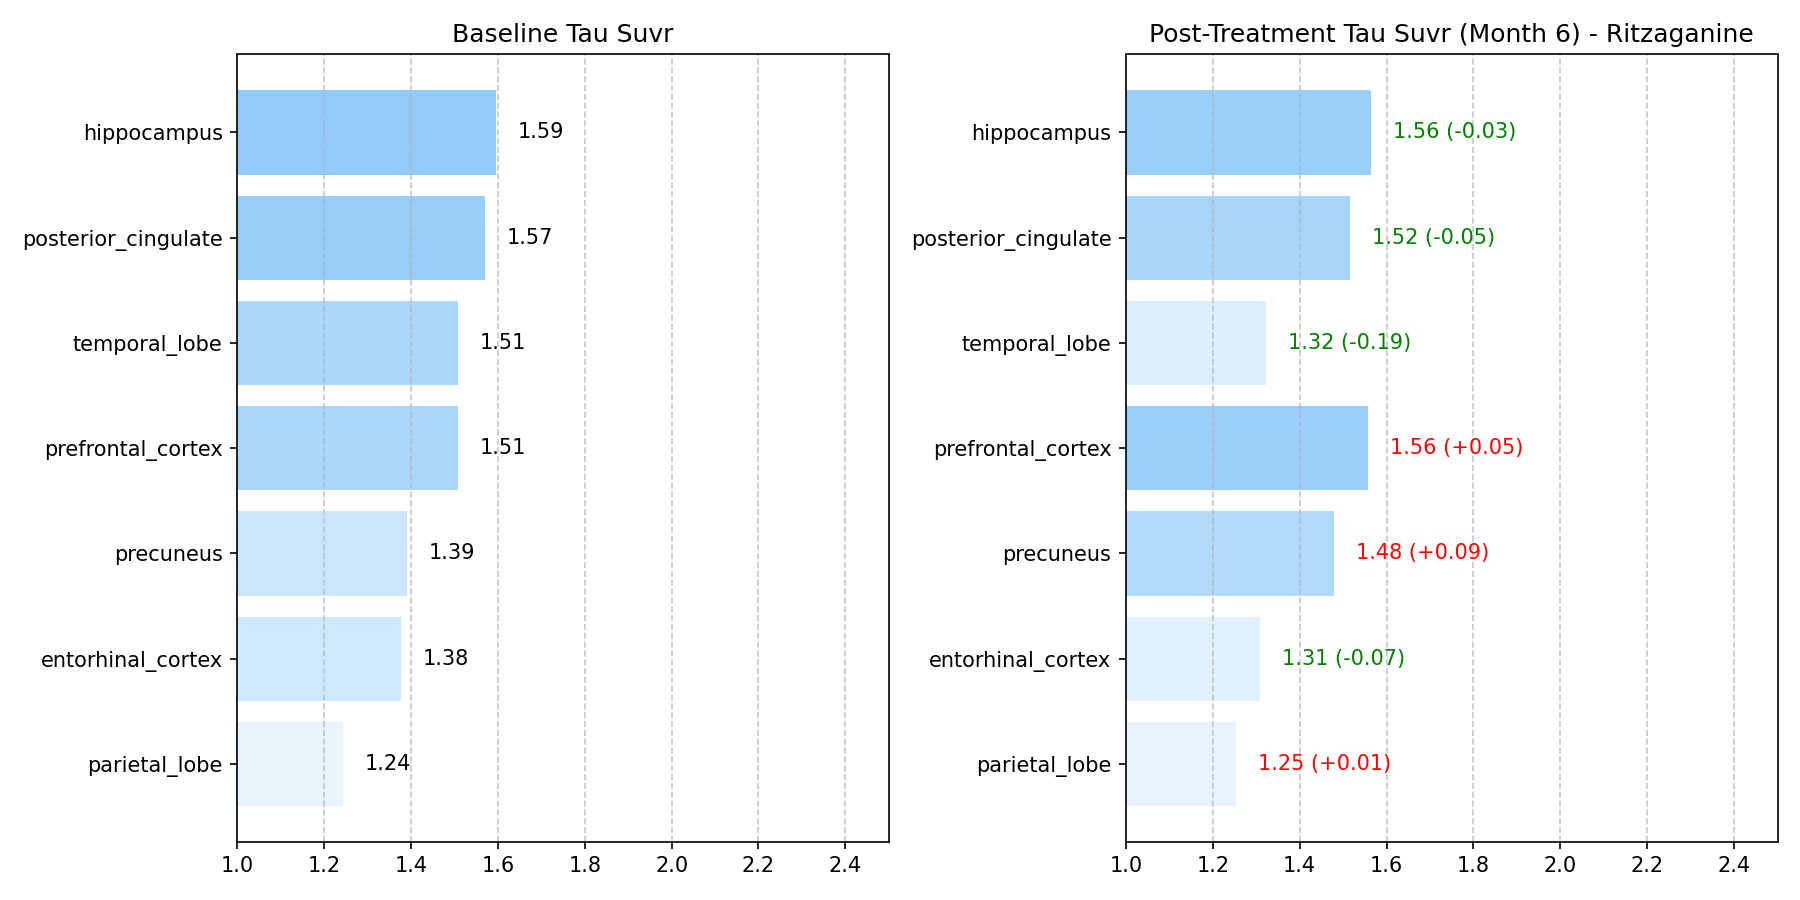 Baseline Tau Suvr
hippocampus
1.59
posterior_cingulate
1.57
temporal_lobe
1.51
prefrontal_cortex
1.51
precuneus
1.39
entorhinal_cortex
1.38
parietal_lobe
1.24
1.0 1.2 1.4 1.6 1.8 2.0 2.2 2.4
Post-Treatment Tau Suvr (Month 6) - Ritzaganine
hippocampus
1.56 (-0.03)
posterior_cingulate
1.52 (-0.05)
temporal_lobe
1.32 (-0.19)
prefrontal_cortex
1.56 (+0.05)
precuneus
1.48 (+0.09)
entorhinal_cortex
1.31 (-0.07)
parietal_lobe
1.25 (+0.01)
1.0 1.2 1.4 1.6 1.8 2.0 2.2 2.4